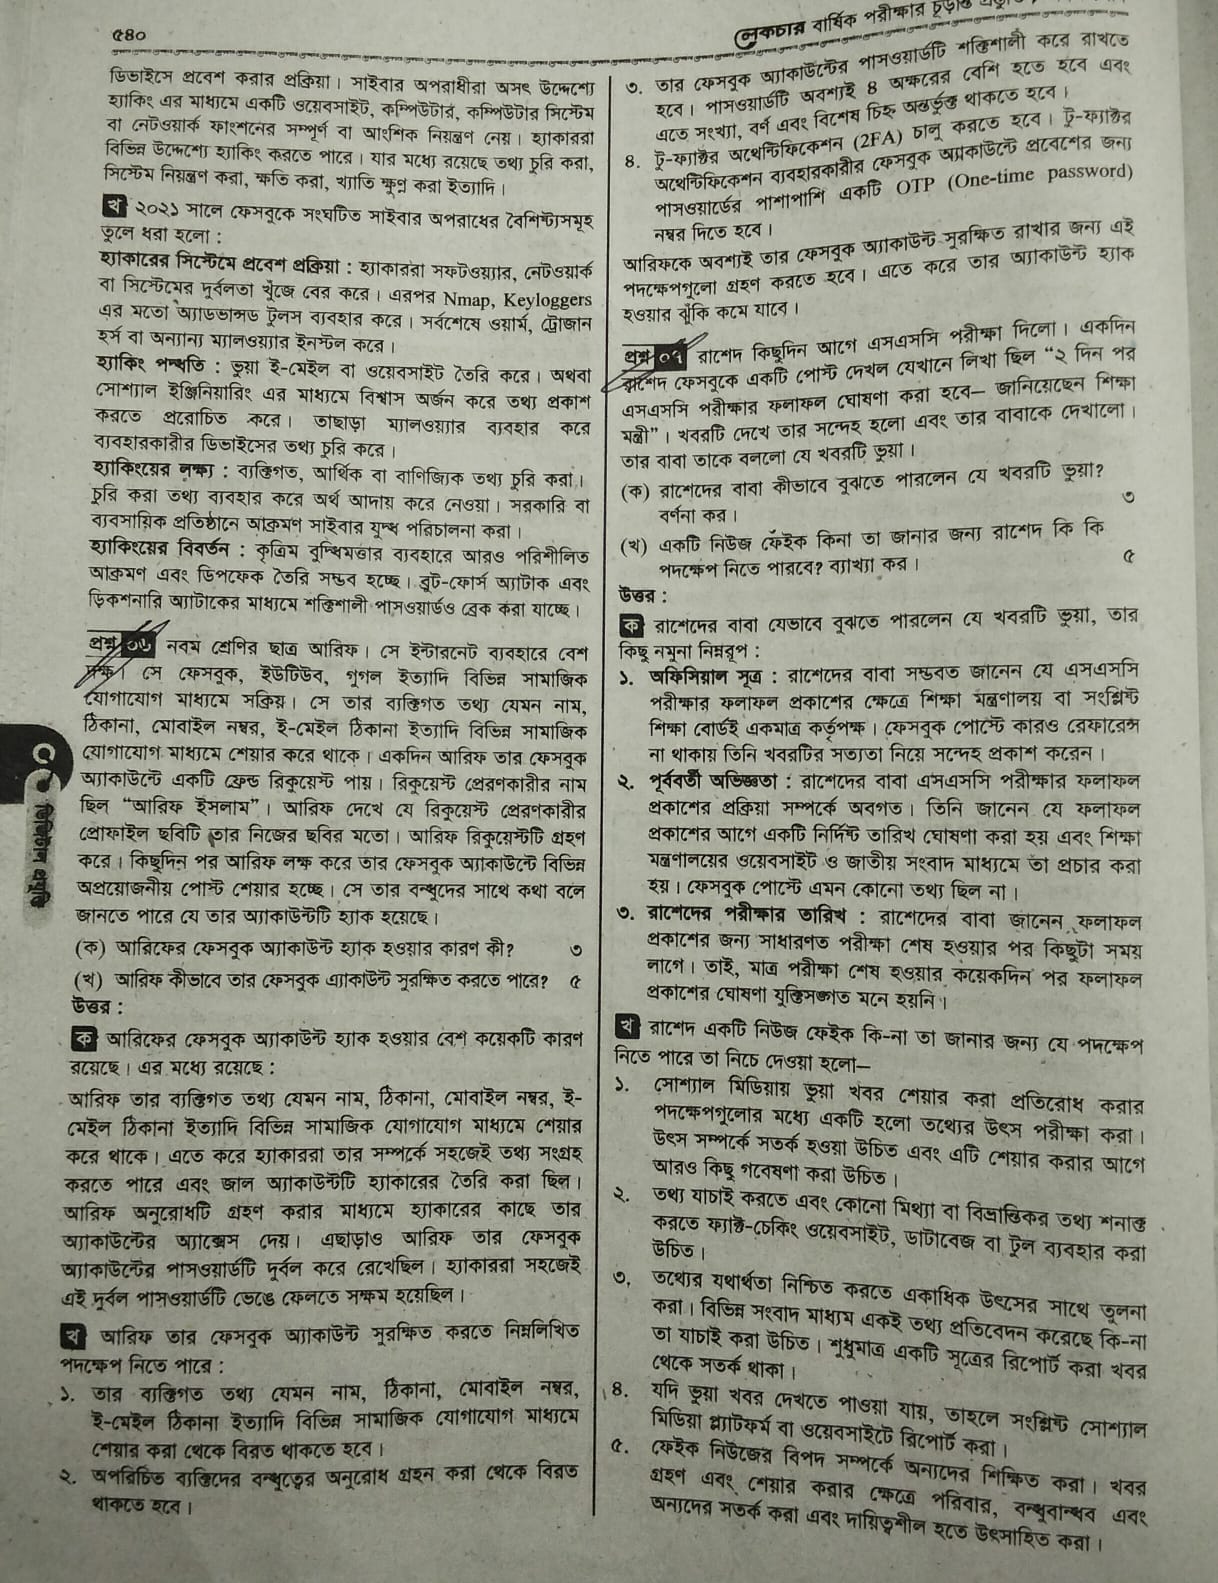 ৫৪০
লেকচার বার্ষিক পরীক্ষার চূড়ান্ত
ডিভাইসে প্রবেশ করার প্রক্রিয়া। সাইবার অপরাধীরা অসৎ উদ্দেশ্যে
হ্যাকিং এর মাধ্যমে একটি ওয়েবসাইট, কম্পিউটার, কম্পিউটার সিস্টেম
বা নেটওয়ার্ক ফাংশনের সম্পূর্ণ বা আংশিক নিয়ন্ত্রণ নেয়। হ্যাকাররা
বিভিন্ন উদ্দেশ্যে হ্যাকিং করতে পারে। যার মধ্যে রয়েছে তথ্য চুরি করা,
সিস্টেম নিয়ন্ত্রণ করা, ক্ষতি করা, খ্যাতি ক্ষুণ্ন করা ইত্যাদি।
খ ২০২১ সালে ফেসবুকে সংঘটিত সাইবার অপরাধের বৈশিষ্ট্যসমূহ
তুলে ধরা হলো :
হ্যাকারের সিস্টেমে প্রবেশ প্রক্রিয়া : হ্যাকাররা সফটওয়্যার, নেটওয়ার্ক
বা সিস্টেমের দুর্বলতা খুঁজে বের করে। এরপর Nmap, Keyloggers
এর মতো অ্যাডভান্সড টুলস ব্যবহার করে। সর্বশেষে ওয়ার্ম, ট্রোজান
হর্স বা অন্যান্য ম্যালওয়্যার ইনস্টল করে।
হ্যাকিং পদ্ধতি : ভুয়া ই-মেইল বা ওয়েবসাইট তৈরি করে। অথবা
সোশ্যাল ইঞ্জিনিয়ারিং এর মাধ্যমে বিশ্বাস অর্জন করে তথ্য প্রকাশ
করতে প্ররোচিত করে। তাছাড়া ম্যালওয়্যার ব্যবহার করে
ব্যবহারকারীর ডিভাইসের তথ্য চুরি করে।
হ্যাকিংয়ের লক্ষ্য : ব্যক্তিগত, আর্থিক বা বাণিজ্যিক তথ্য চুরি করা।
চুরি করা তথ্য ব্যবহার করে অর্থ আদায় করে নেওয়া। সরকারি বা
ব্যবসায়িক প্রতিষ্ঠানে আক্রমণ সাইবার যুদ্ধ পরিচালনা করা।
হ্যাকিংয়ের বিবর্তন : কৃত্রিম বুদ্ধিমত্তার ব্যবহারে আরও পরিশীলিত
আক্রমণ এবং ডিপফেক তৈরি সম্ভব হচ্ছে। ব্রুট-ফোর্স অ্যাটাক এবং
ডিকশনারি অ্যাটাকের মাধ্যমে শক্তিশালী পাসওয়ার্ডও ব্রেক করা যাচ্ছে।
প্রশ্ন ০৬ নবম শ্রেণির ছাত্র আরিফ। সে ইন্টারনেট ব্যবহারে বেশ
দক্ষ। সে ফেসবুক, ইউটিউব, গুগল ইত্যাদি বিভিন্ন সামাজিক
যোগাযোগ মাধ্যমে সক্রিয়। সে তার ব্যক্তিগত তথ্য যেমন নাম,
ঠিকানা, মোবাইল নম্বর, ই-মেইল ঠিকানা ইত্যাদি বিভিন্ন সামাজিক
যোগাযোগ মাধ্যমে শেয়ার করে থাকে। একদিন আরিফ তার ফেসবুক
অ্যাকাউন্টে একটি ফ্রেন্ড রিকুয়েস্ট পায়। রিকুয়েস্ট প্রেরণকারীর নাম
ছিল “আরিফ ইসলাম”। আরিফ দেখে যে রিকুয়েস্ট প্রেরণকারীর
প্রোফাইল ছবিটি তার নিজের ছবির মতো। আরিফ রিকুয়েস্টটি গ্রহণ
করে। কিছুদিন পর আরিফ লক্ষ করে তার ফেসবুক অ্যাকাউন্টে বিভিন্ন
অপ্রয়োজনীয় পোস্ট শেয়ার হচ্ছে। সে তার বন্ধুদের সাথে কথা বলে
জানতে পারে যে তার অ্যাকাউন্টটি হ্যাক হয়েছে।
(ক) আরিফের ফেসবুক অ্যাকাউন্ট হ্যাক হওয়ার কারণ কী? ৩
(খ) আরিফ কীভাবে তার ফেসবুক এ্যাকাউন্ট সুরক্ষিত করতে পারে? ৫
উত্তর :
ক আরিফের ফেসবুক অ্যাকাউন্ট হ্যাক হওয়ার বেশ কয়েকটি কারণ
রয়েছে। এর মধ্যে রয়েছে :
আরিফ তার ব্যক্তিগত তথ্য যেমন নাম, ঠিকানা, মোবাইল নম্বর, ই-
মেইল ঠিকানা ইত্যাদি বিভিন্ন সামাজিক যোগাযোগ মাধ্যমে শেয়ার
করে থাকে। এতে করে হ্যাকাররা তার সম্পর্কে সহজেই তথ্য সংগ্রহ
করতে পারে এবং জাল অ্যাকাউন্টটি হ্যাকারের তৈরি করা ছিল।
আরিফ অনুরোধটি গ্রহণ করার মাধ্যমে হ্যাকারের কাছে তার
অ্যাকাউন্টের অ্যাক্সেস দেয়। এছাড়াও আরিফ তার ফেসবুক
অ্যাকাউন্টের পাসওয়ার্ডটি দুর্বল করে রেখেছিল। হ্যাকাররা সহজেই
এই দুর্বল পাসওয়ার্ডটি ভেঙে ফেলতে সক্ষম হয়েছিল।
খ আরিফ তার ফেসবুক অ্যাকাউন্ট সুরক্ষিত করতে নিম্নলিখিত
পদক্ষেপ নিতে পারে :
১. তার ব্যক্তিগত তথ্য যেমন নাম, ঠিকানা, মোবাইল নম্বর,
ই-মেইল ঠিকানা ইত্যাদি বিভিন্ন সামাজিক যোগাযোগ মাধ্যমে
শেয়ার করা থেকে বিরত থাকতে হবে।
২. অপরিচিত ব্যক্তিদের বন্ধুত্বের অনুরোধ গ্রহন করা থেকে বিরত
থাকতে হবে।
ডিজিটাল প্রযুক্তি
৩. তার ফেসবুক অ্যাকাউন্টের পাসওয়ার্ডটি শক্তিশালী করে রাখতে
হবে। পাসওয়ার্ডটি অবশ্যই ৪ অক্ষরের বেশি হতে হবে এবং
এতে সংখ্যা, বর্ণ এবং বিশেষ চিহ্ন অন্তর্ভুক্ত থাকতে হবে।
৪. টু-ফ্যাক্টর অথেন্টিফিকেশন (2FA) চালু করতে হবে। টু-ফ্যাক্টর
অথেন্টিফিকেশন ব্যবহারকারীর ফেসবুক অ্যাকাউন্টে প্রবেশের জন্য
পাসওয়ার্ডের পাশাপাশি একটি OTP (One-time password)
নম্বর দিতে হবে।
আরিফকে অবশ্যই তার ফেসবুক অ্যাকাউন্ট সুরক্ষিত রাখার জন্য এই
পদক্ষেপগুলো গ্রহণ করতে হবে। এতে করে তার অ্যাকাউন্ট হ্যাক
হওয়ার ঝুঁকি কমে যাবে।
প্রশ্ন ০৭ রাশেদ কিছুদিন আগে এসএসসি পরীক্ষা দিলো। একদিন
রাশেদ ফেসবুকে একটি পোস্ট দেখল যেখানে লিখা ছিল “২ দিন পর
এসএসসি পরীক্ষার ফলাফল ঘোষণা করা হবে– জানিয়েছেন শিক্ষা
মন্ত্রী”। খবরটি দেখে তার সন্দেহ হলো এবং তার বাবাকে দেখালো।
তার বাবা তাকে বললো যে খবরটি ভুয়া।
(ক) রাশেদের বাবা কীভাবে বুঝতে পারলেন যে খবরটি ভুয়া?
বর্ণনা কর। ৩
(খ) একটি নিউজ ফেইক কিনা তা জানার জন্য রাশেদ কি কি
পদক্ষেপ নিতে পারবে? ব্যাখ্যা কর। ৫
উত্তর :
ক রাশেদের বাবা যেভাবে বুঝতে পারলেন যে খবরটি ভুয়া, তার
কিছু নমুনা নিম্নরূপ :
১. অফিসিয়াল সূত্র : রাশেদের বাবা সম্ভবত জানেন যে এসএসসি
পরীক্ষার ফলাফল প্রকাশের ক্ষেত্রে শিক্ষা মন্ত্রণালয় বা সংশ্লিষ্ট
শিক্ষা বোর্ডই একমাত্র কর্তৃপক্ষ। ফেসবুক পোস্টে কারও রেফারেন্স
না থাকায় তিনি খবরটির সত্যতা নিয়ে সন্দেহ প্রকাশ করেন।
২. পূর্ববর্তী অভিজ্ঞতা : রাশেদের বাবা এসএসসি পরীক্ষার ফলাফল
প্রকাশের প্রক্রিয়া সম্পর্কে অবগত। তিনি জানেন যে ফলাফল
প্রকাশের আগে একটি নির্দিষ্ট তারিখ ঘোষণা করা হয় এবং শিক্ষা
মন্ত্রণালয়ের ওয়েবসাইট ও জাতীয় সংবাদ মাধ্যমে তা প্রচার করা
হয়। ফেসবুক পোস্টে এমন কোনো তথ্য ছিল না।
৩. রাশেদের পরীক্ষার তারিখ : রাশেদের বাবা জানেন, ফলাফল
প্রকাশের জন্য সাধারণত পরীক্ষা শেষ হওয়ার পর কিছুটা সময়
লাগে। তাই, মাত্র পরীক্ষা শেষ হওয়ার কয়েকদিন পর ফলাফল
প্রকাশের ঘোষণা যুক্তিসঙ্গত মনে হয়নি।
খ রাশেদ একটি নিউজ ফেইক কি-না তা জানার জন্য যে পদক্ষেপ
নিতে পারে তা নিচে দেওয়া হলো–
১. সোশ্যাল মিডিয়ায় ভুয়া খবর শেয়ার করা প্রতিরোধ করার
পদক্ষেপগুলোর মধ্যে একটি হলো তথ্যের উৎস পরীক্ষা করা।
উৎস সম্পর্কে সতর্ক হওয়া উচিত এবং এটি শেয়ার করার আগে
আরও কিছু গবেষণা করা উচিত।
২. তথ্য যাচাই করতে এবং কোনো মিথ্যা বা বিভ্রান্তিকর তথ্য শনাক্ত
করতে ফ্যাক্ট-চেকিং ওয়েবসাইট, ডাটাবেজ বা টুল ব্যবহার করা
উচিত।
৩. তথ্যের যথার্থতা নিশ্চিত করতে একাধিক উৎসের সাথে তুলনা
করা। বিভিন্ন সংবাদ মাধ্যম একই তথ্য প্রতিবেদন করেছে কি-না
তা যাচাই করা উচিত। শুধুমাত্র একটি সূত্রের রিপোর্ট করা খবর
থেকে সতর্ক থাকা।
৪. যদি ভুয়া খবর দেখতে পাওয়া যায়, তাহলে সংশ্লিষ্ট সোশ্যাল
মিডিয়া প্ল্যাটফর্ম বা ওয়েবসাইটে রিপোর্ট করা।
৫. ফেইক নিউজের বিপদ সম্পর্কে অন্যদের শিক্ষিত করা। খবর
গ্রহণ এবং শেয়ার করার ক্ষেত্রে পরিবার, বন্ধুবান্ধব এবং
অন্যদের সতর্ক করা এবং দায়িত্বশীল হতে উৎসাহিত করা।